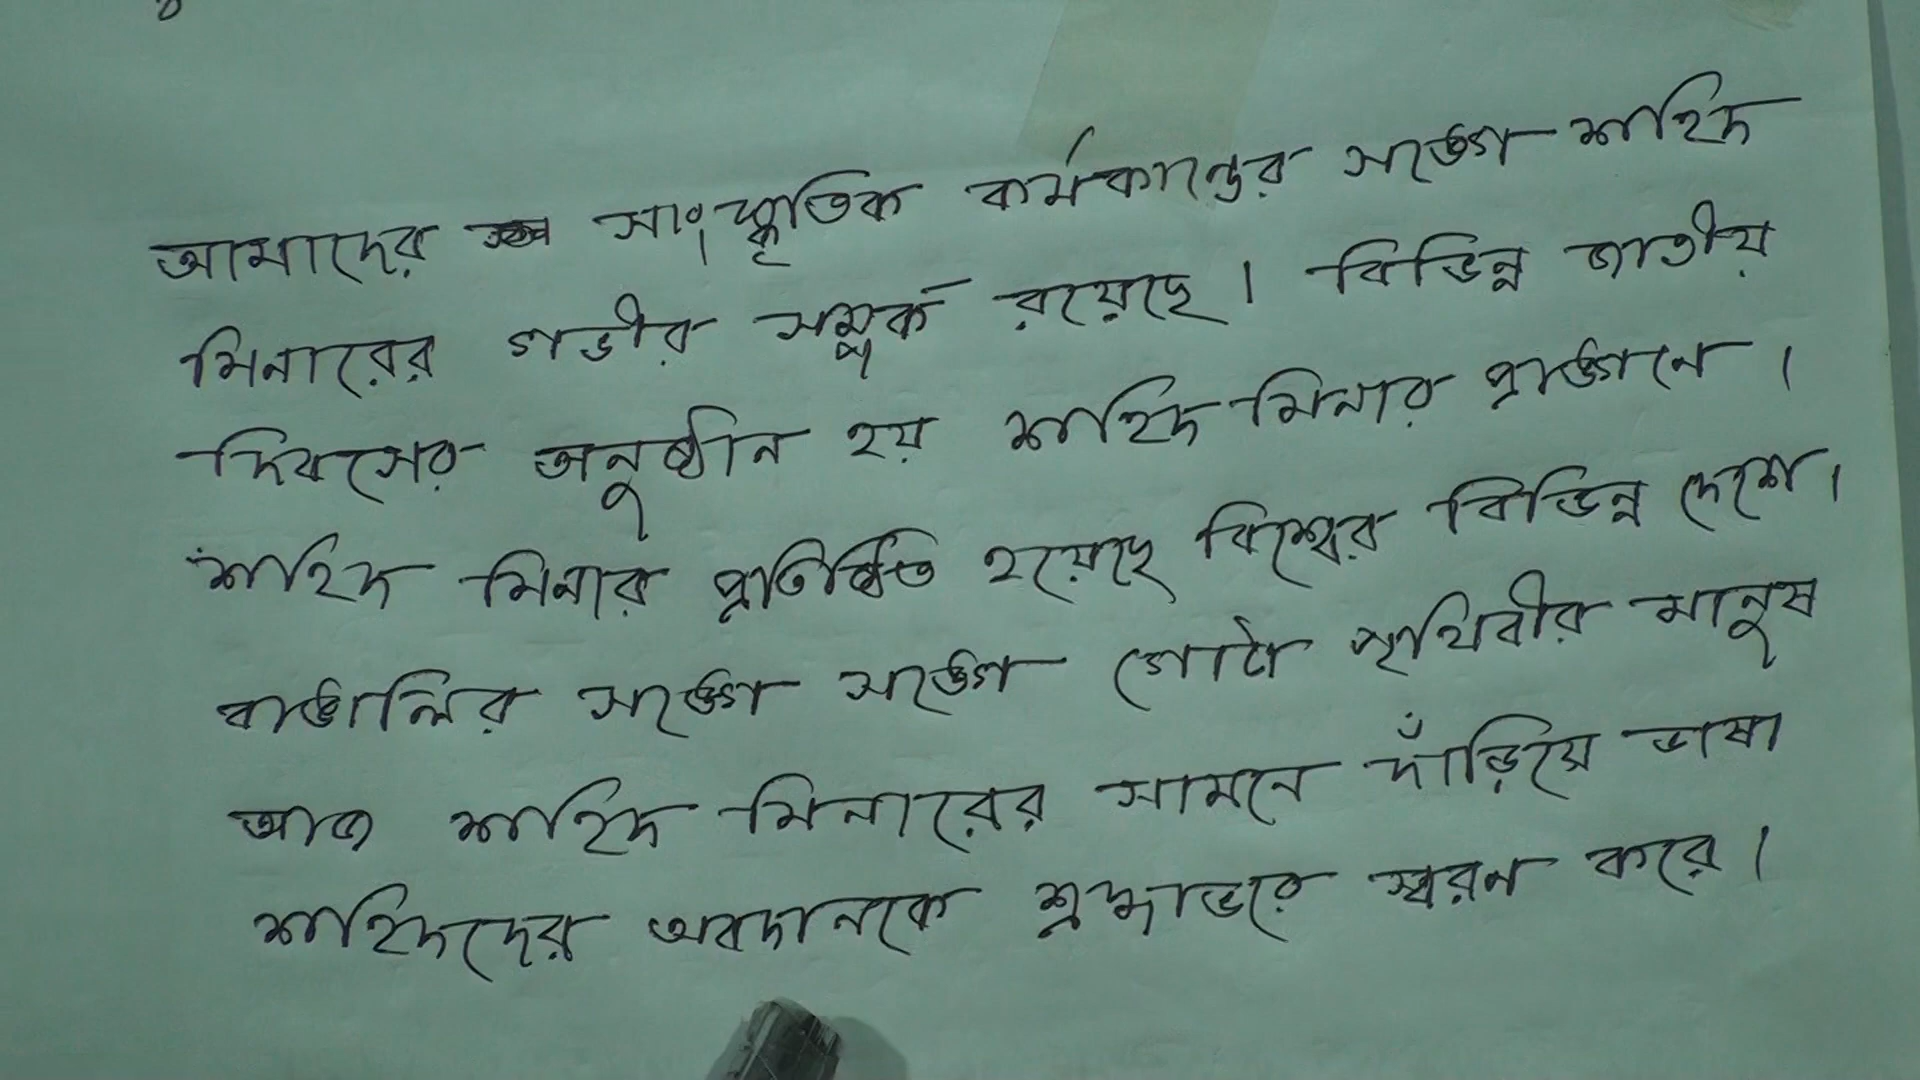 আমাদের সাংস্কৃতিক কর্মকান্ডের সঙ্গে শহিদ
মিনারের গভীর সম্পর্ক রয়েছে। বিভিন্ন জাতীয়
দিবসের অনুষ্ঠান হয় শহিদ মিনার প্রাঙ্গনে।
শহিদ মিনার প্রতিষ্ঠিত হয়েছে বিশ্বের বিভিন্ন দেশে।
বাঙালির সঙ্গে সঙ্গে গোটা পৃথিবীর মানুষ
আজ শহিদ মিনারের সামনে দাঁড়িয়ে ভাষা
শহিদদের অবদানকে শ্রদ্ধাভরে স্বরন করে।